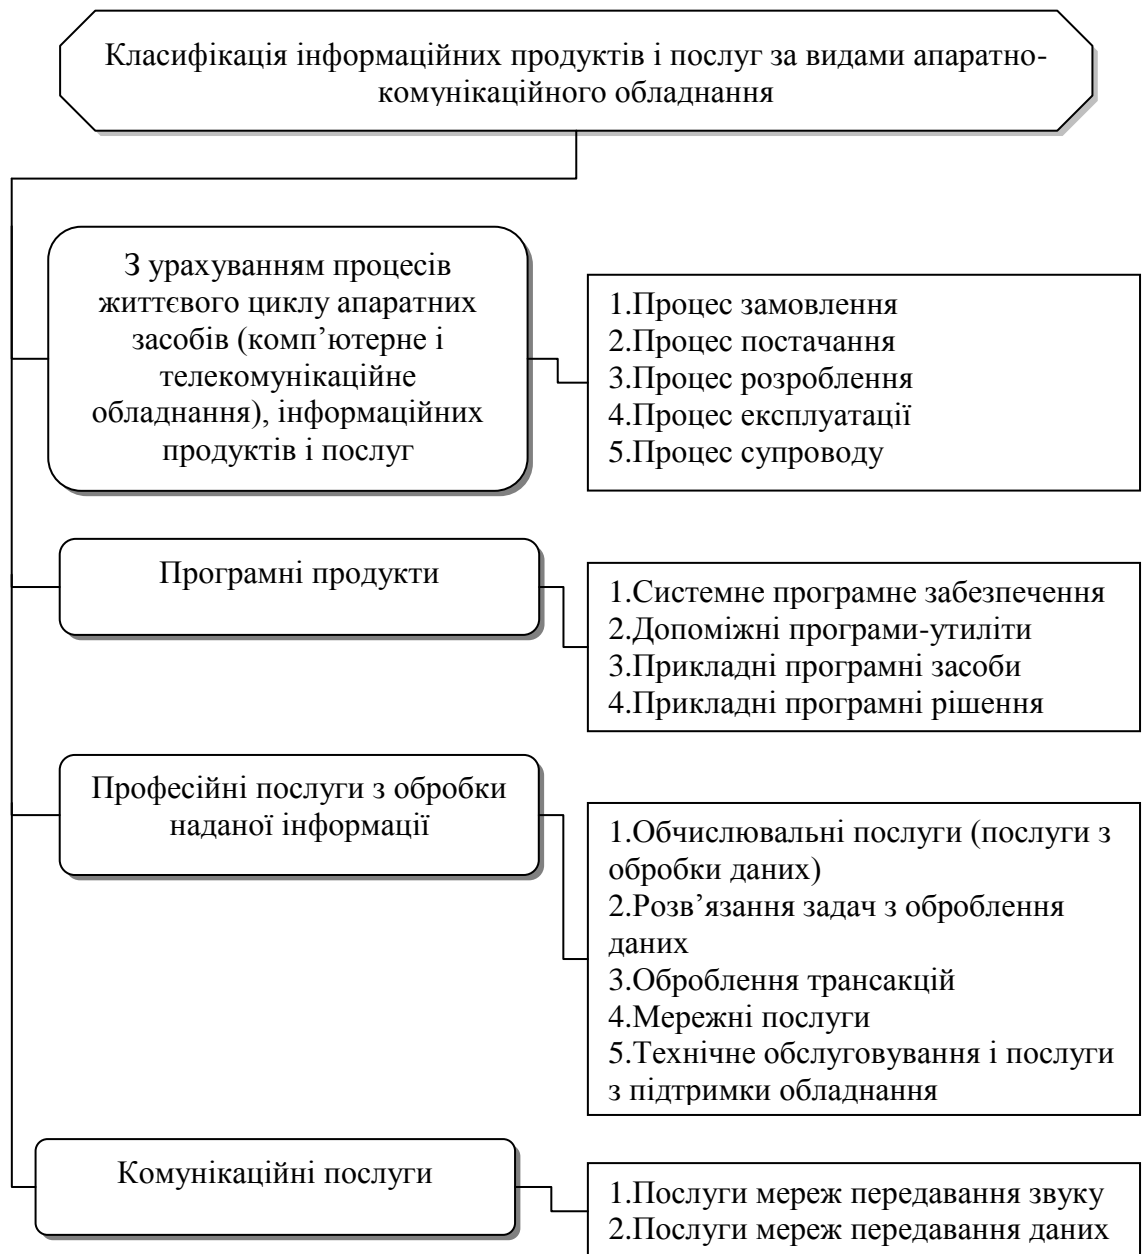 Класифікація інформаційних продуктів і послуг за видами апаратно-
комунікаційного обладнання
З урахуванням процесів
життєвого циклу апаратних
засобів (комп’ютерне і
телекомунікаційне
обладнання), інформаційних
продуктів і послуг
1.Процес замовлення
2.Процес постачання
3.Процес розроблення
4.Процес експлуатації
5.Процес супроводу
Програмні продукти
1.Системне програмне забезпечення
2.Допоміжні програми-утиліти
3.Прикладні програмні засоби
4.Прикладні програмні рішення
Професійні послуги з обробки
наданої інформації
1.Обчислювальні послуги (послуги з
обробки даних)
2.Розв’язання задач з оброблення
даних
3.Оброблення трансакцій
4.Мережні послуги
5.Технічне обслуговування і послуги
з підтримки обладнання
Комунікаційні послуги
1.Послуги мереж передавання звуку
2.Послуги мереж передавання даних